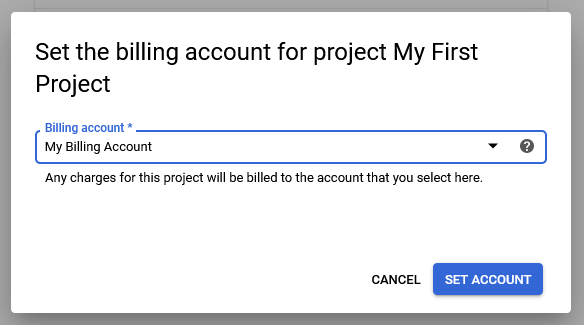 Set the billing account for project My First
Project
Billing account *
My Billing Account
?
Any charges for this project will be billed to the account that you select here.
CANCEL
SET ACCOUNT